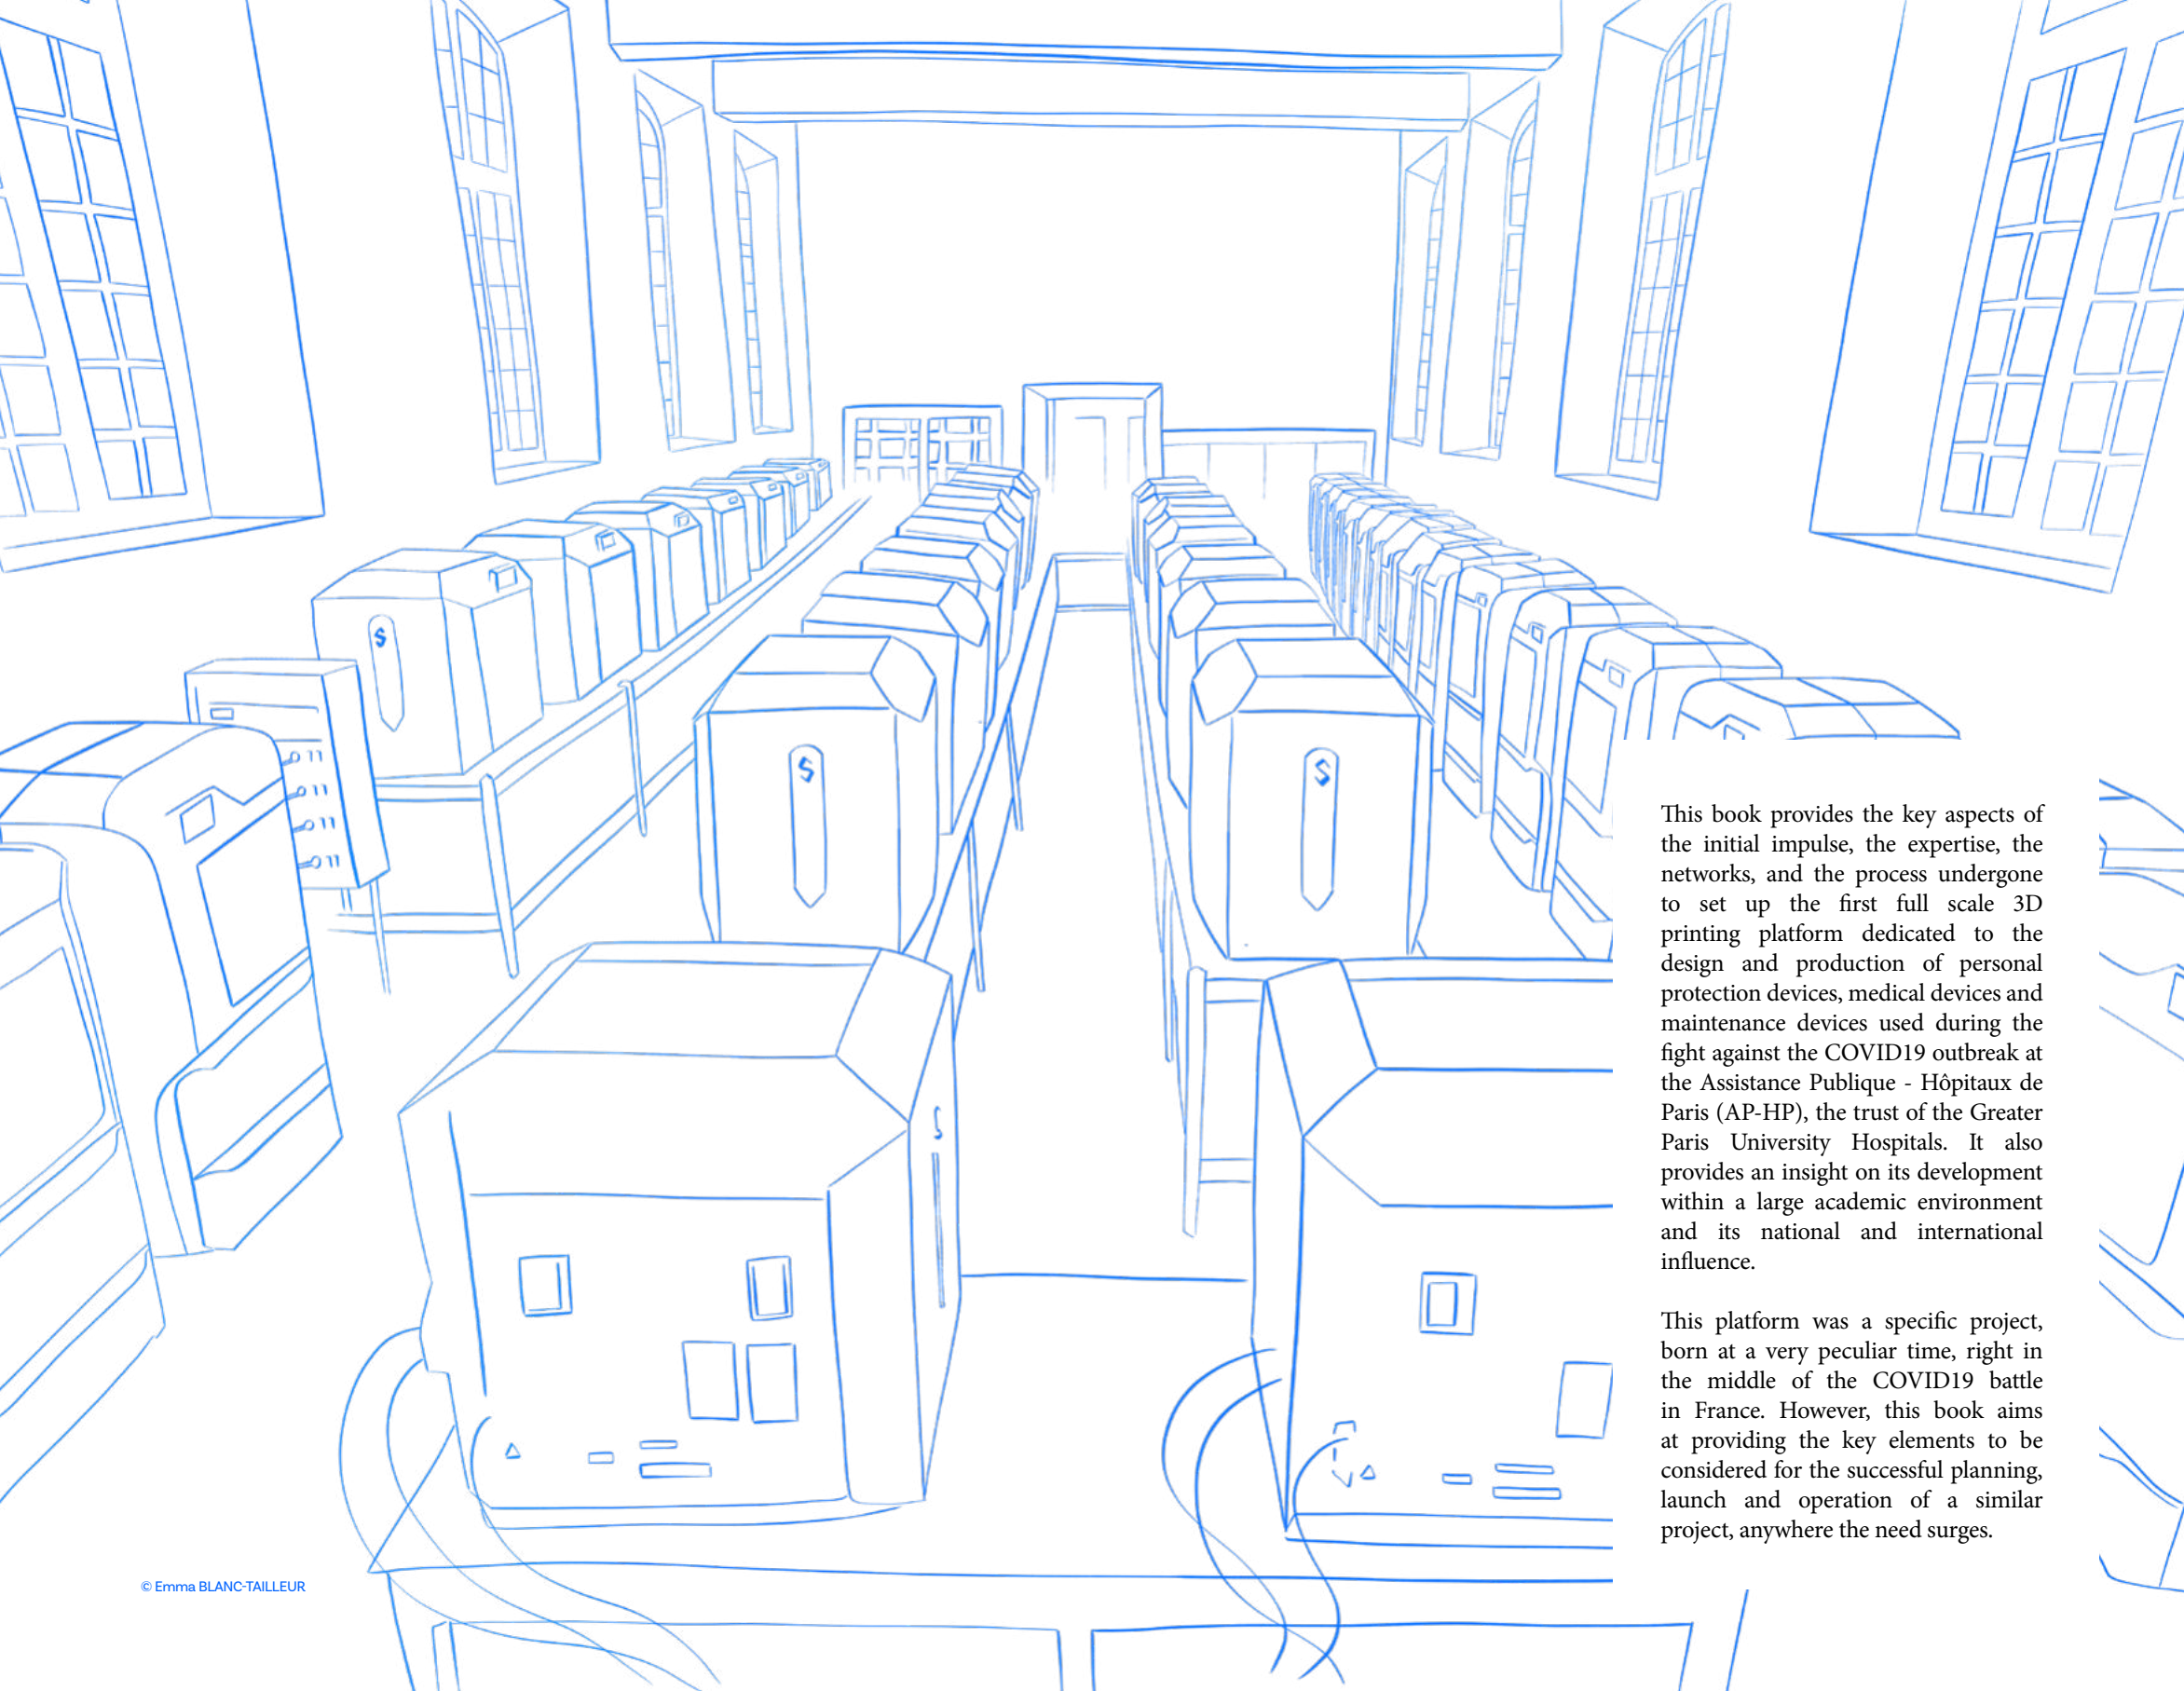 S
S
S
S
This book provides the key aspects of
the initial impulse, the expertise, the
networks, and the process undergone
to set up the first full scale 3D
printing platform dedicated to the
design and production of personal
protection devices, medical devices and
maintenance devices used during the
fight against the COVID19 outbreak at
the Assistance Publique - Hôpitaux de
Paris (AP-HP), the trust of the Greater
Paris University Hospitals. It also
provides an insight on its development
within a large academic environment
and its national and international
influence.
This platform was a specific project,
born at a very peculiar time, right in
the middle of the COVID19 battle
in France. However, this book aims
at providing the key elements to be
considered for the successful planning,
launch and operation of a similar
project, anywhere the need surges.
© Emma BLANC-TAILLEUR